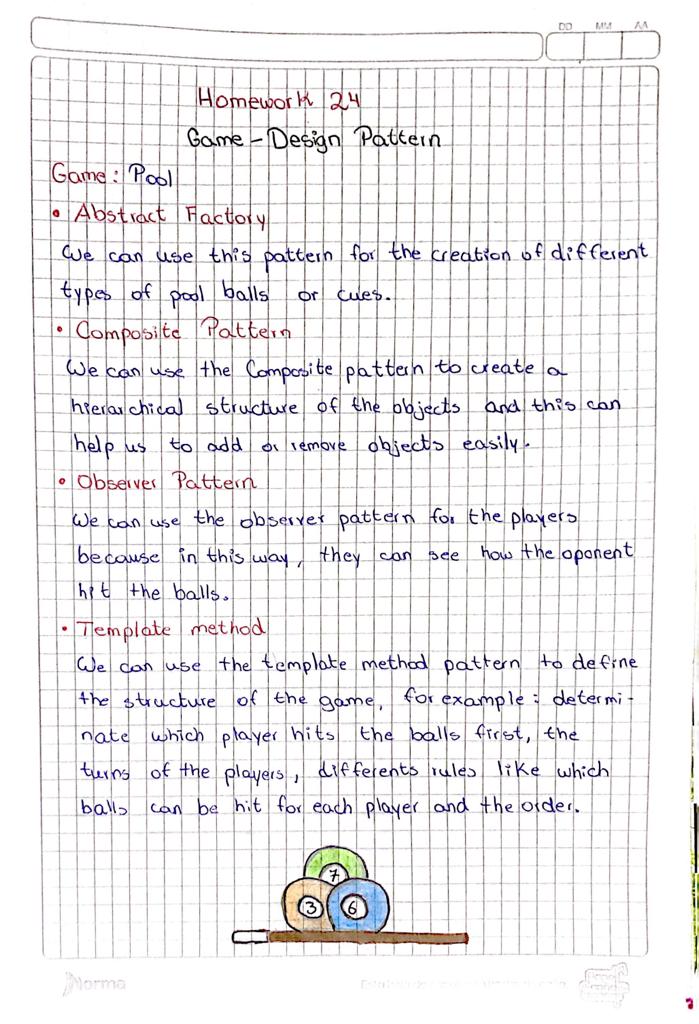 DD MM AA
Homework 24
Game - Design Pattern
Game: Pool
• Abstract Factory
We can use this pattern for the creation of different
types of pool balls or cues.
• Composite Pattern
We can use the Composite pattern to create a
hierarchical structure of the objects and this can
help us to add or remove objects easily.
• Observer Pattern
We can use the observer pattern for the players
because in this way, they can see how the oponent
hit the balls.
• Template method
We can use the template method pattern to define
the structure of the game, for example: determi-
nate which player hits the balls first, the
turns of the players, differents rules like which
balls can be hit for each player and the order.
7
3 6
Norma